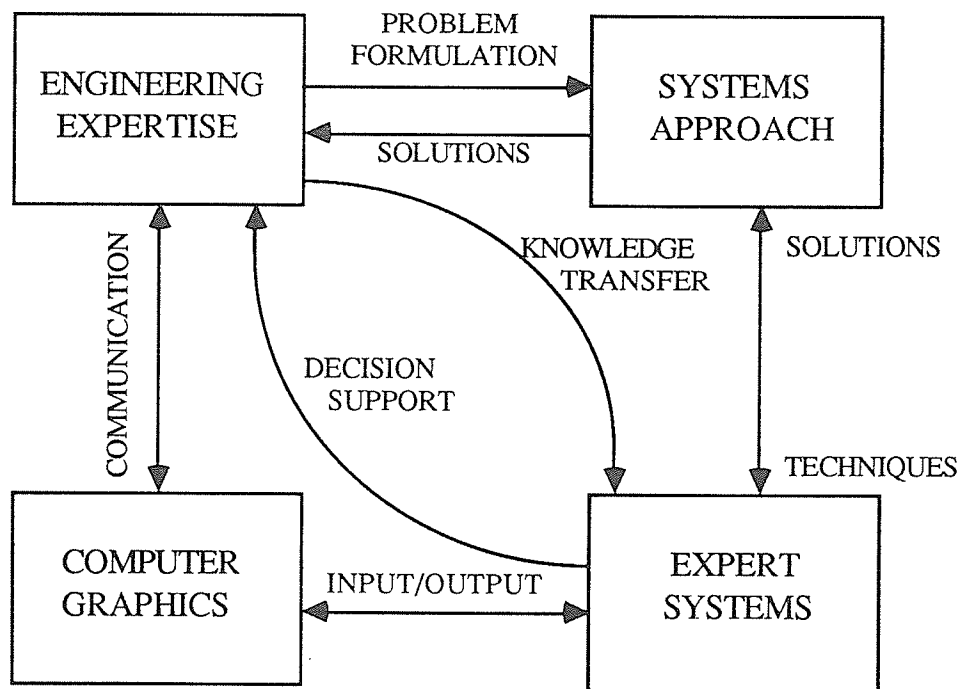 PROBLEM
FORMULATION
ENGINEERING
EXPERTISE
SYSTEMS
APPROACH
SOLUTIONS
KNOWLEDGE
TRANSFER
SOLUTIONS
COMMUNICATION
DECISION
SUPPORT
TECHNIQUES
COMPUTER
GRAPHICS
INPUT/OUTPUT
EXPERT
SYSTEMS